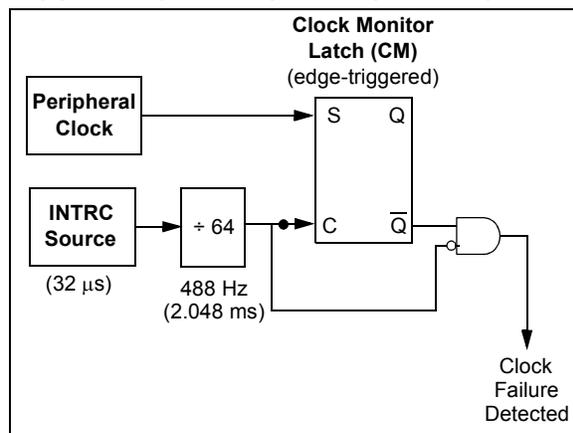 Clock Monitor
Latch (CM)
(edge-triggered)
Peripheral
Clock
S Q
INTRC
Source
÷ 64
C Q̅
(32 μs)
488 Hz
(2.048 ms)
Clock
Failure
Detected